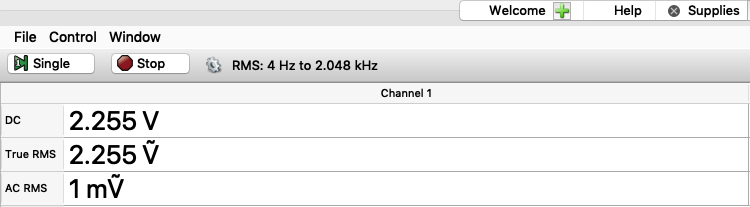 Welcome Help Supplies
File Control Window
Single Stop RMS: 4 Hz to 2.048 kHz
Channel 1
DC 2.255 V
True RMS 2.255 Ṽ
AC RMS 1 mṼ